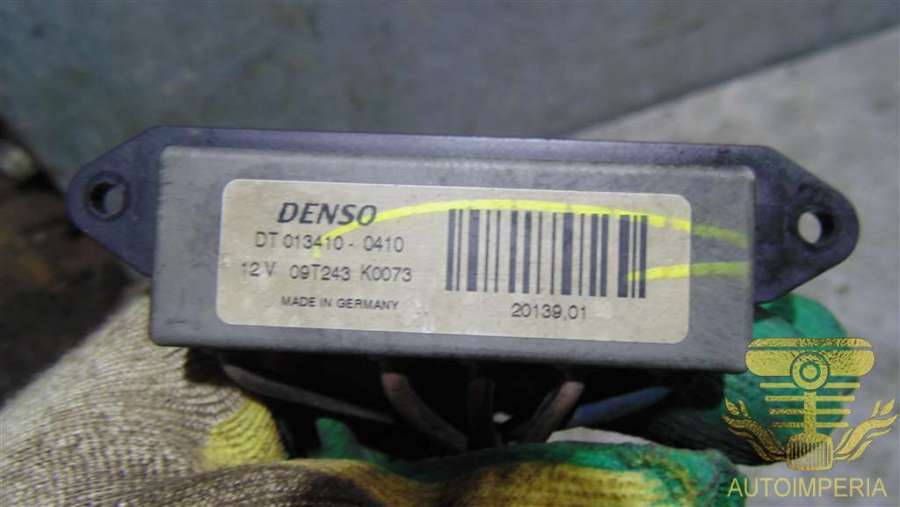 DENSO
DT 013410 - 0410
12 V 09T243 K0073
MADE IN GERMANY
20139,01
AUTOIMPERIA